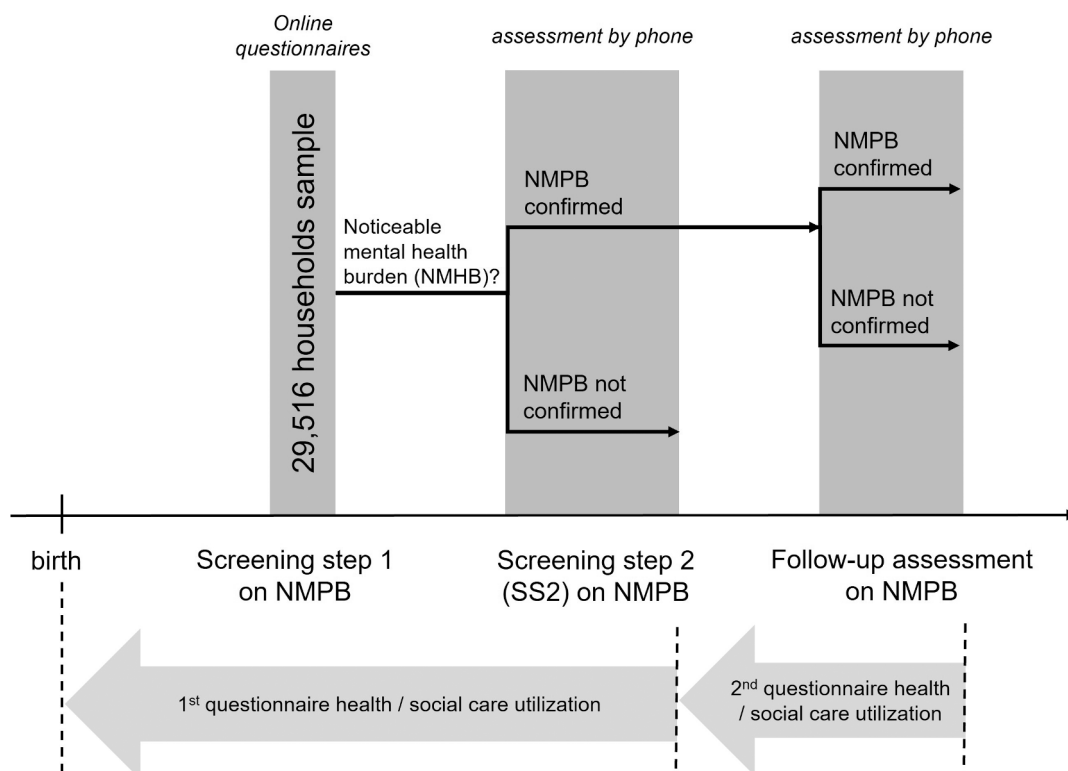 Online
questionnaires
assessment by phone
assessment by phone
29,516 households sample
Noticeable
mental health
burden (NMHB)?
NMPB
confirmed
NMPB not
confirmed
NMPB
confirmed
NMPB not
confirmed
birth
Screening step 1
on NMPB
Screening step 2
(SS2) on NMPB
Follow-up assessment
on NMPB
1st questionnaire health / social care utilization
2nd questionnaire health
/ social care utilization